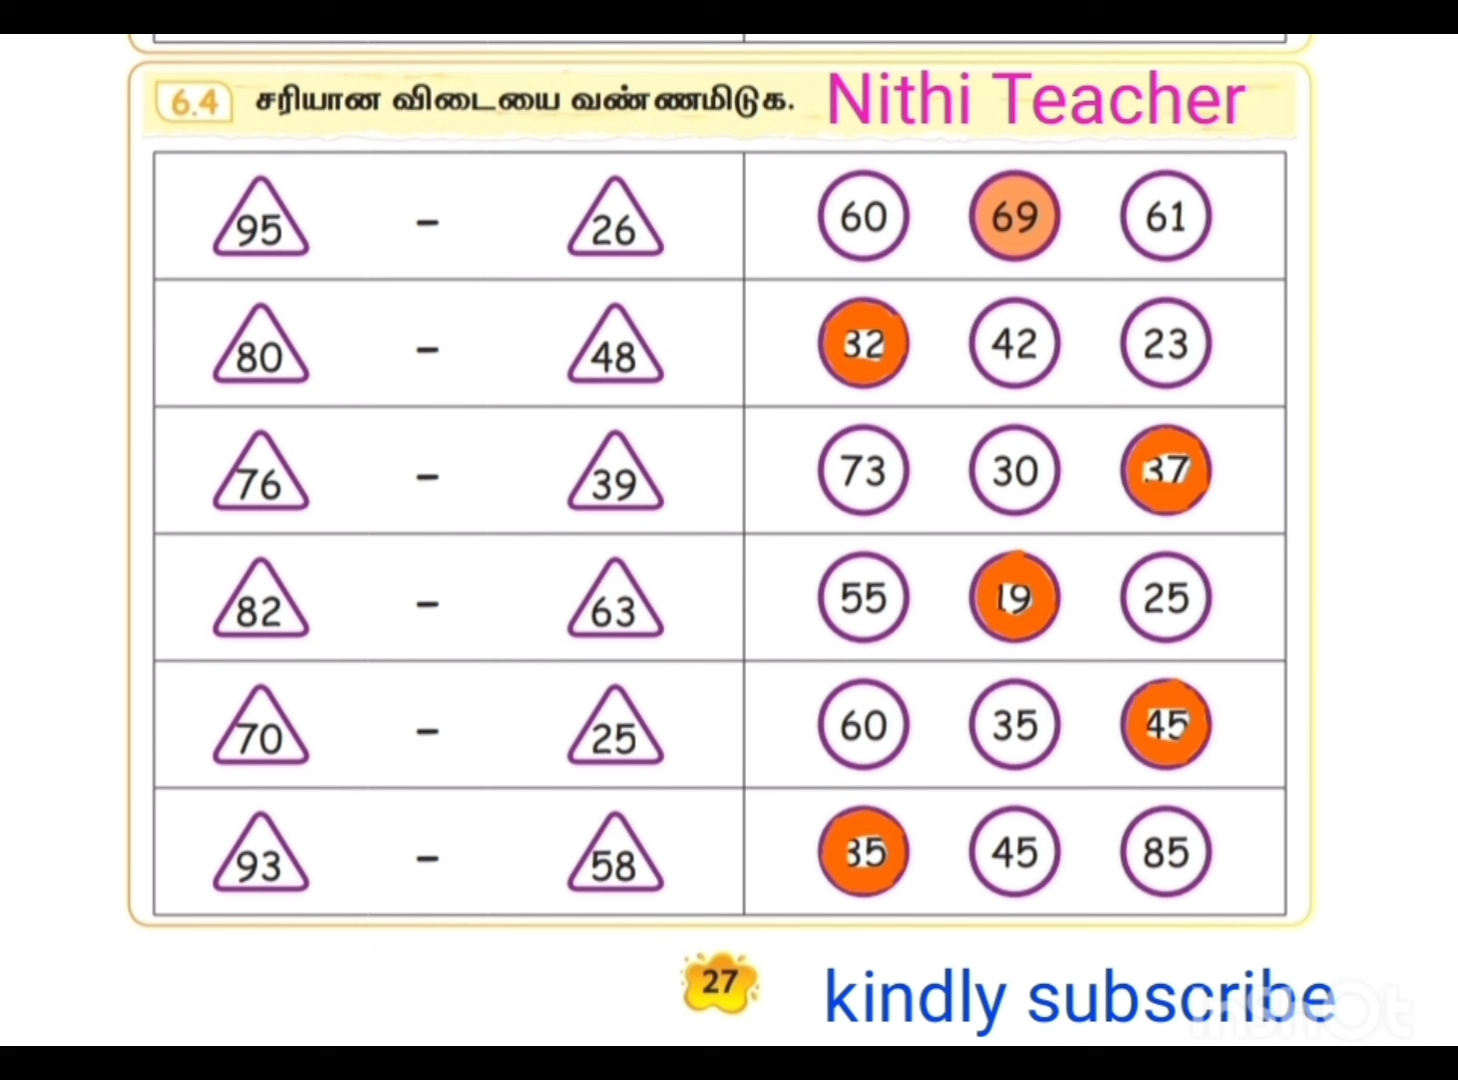 6.4 சரியான விடையை வண்ணமிடுக. Nithi Teacher
95 - 26 60 69 61
80 - 48 32 42 23
76 - 39 73 30 37
82 - 63 55 19 25
70 - 25 60 35 45
93 - 58 35 45 85
27 kindly subscribe
mShOt